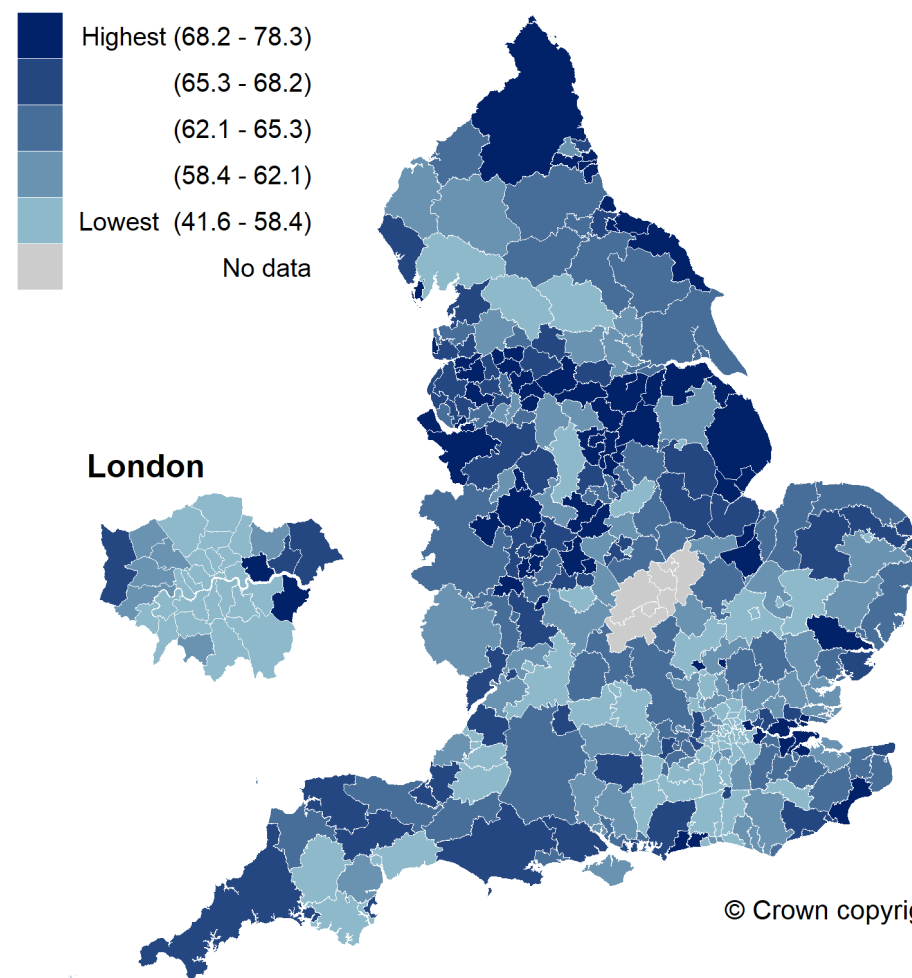 Highest (68.2 - 78.3)
(65.3 - 68.2)
(62.1 - 65.3)
(58.4 - 62.1)
Lowest (41.6 - 58.4)
No data
London
© Crown copyrig